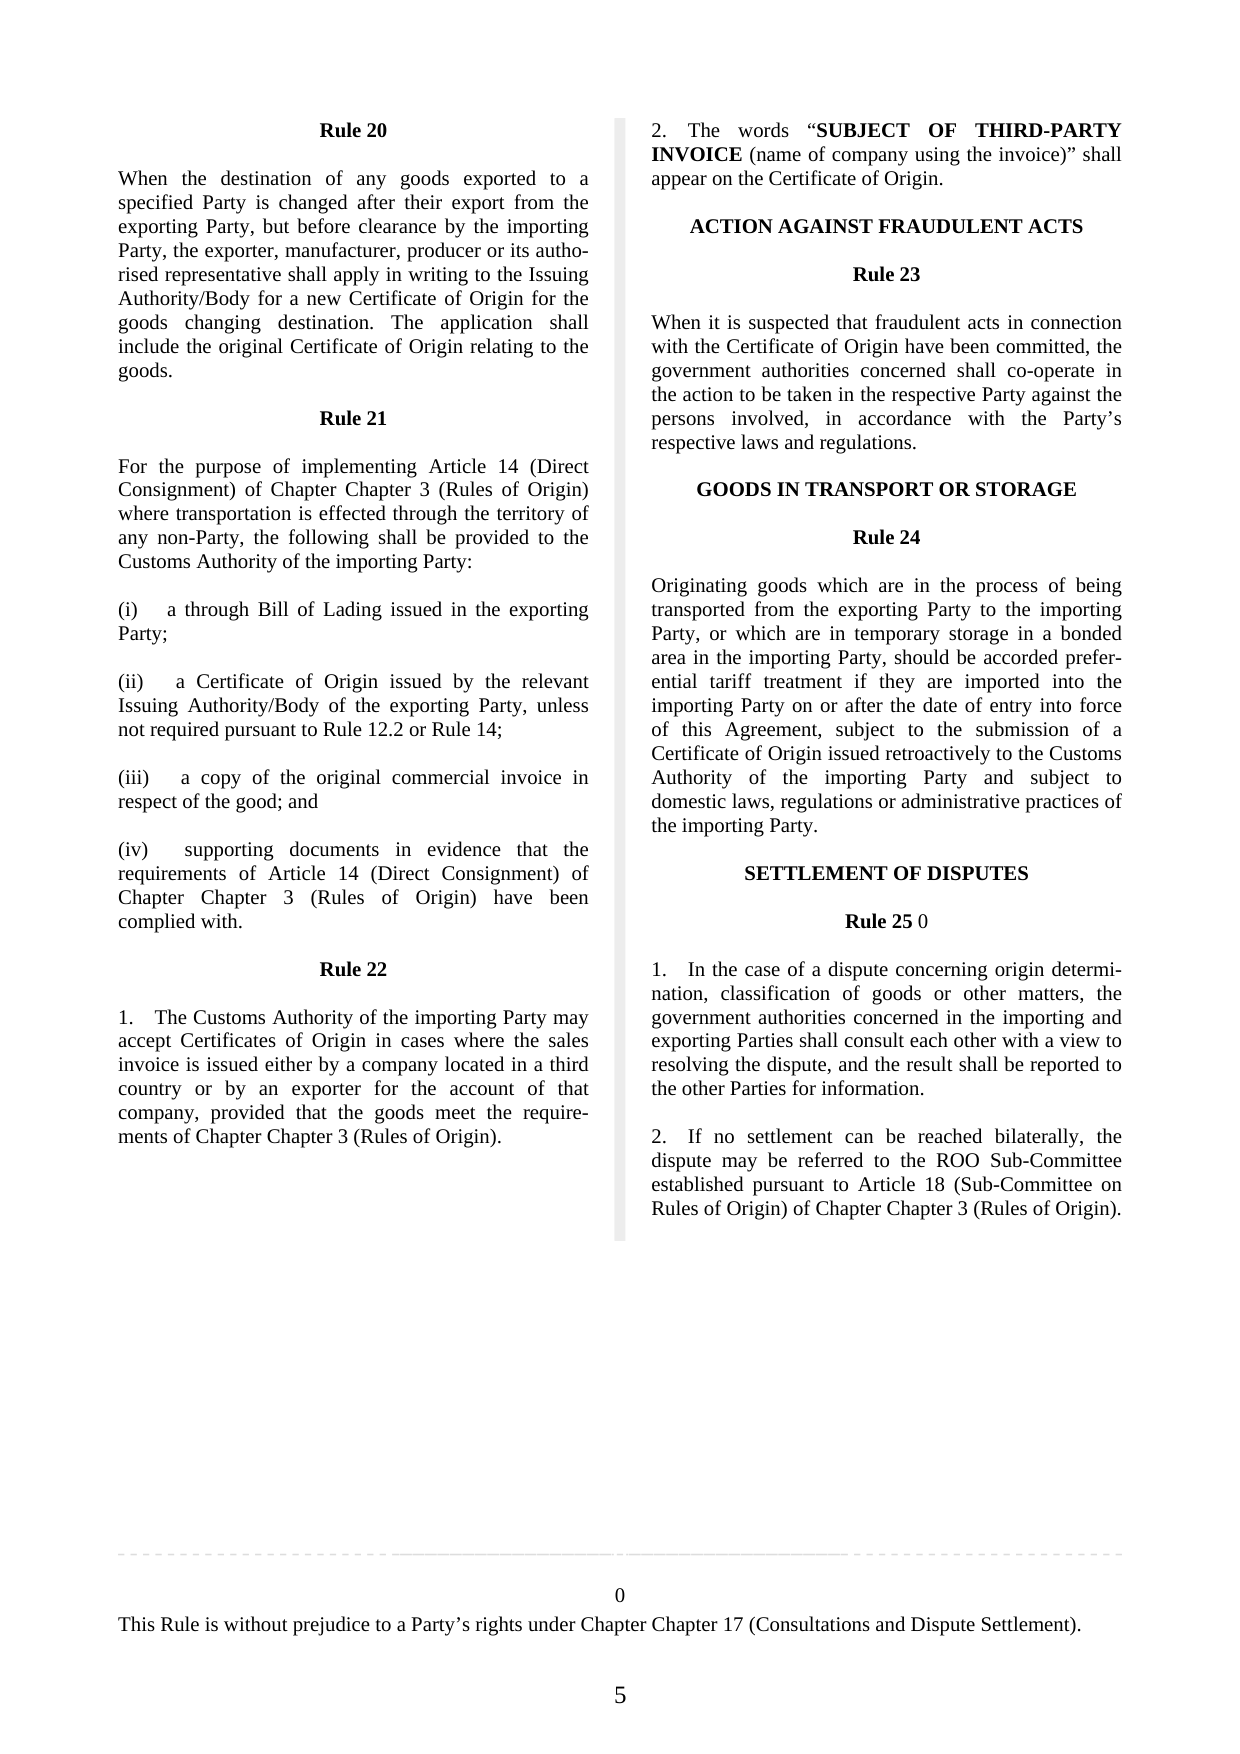 Rule 20
When the destination of any goods exported to a
specified Party is changed after their export from the
exporting Party, but before clearance by the importing
Party, the exporter, manufacturer, producer or its autho-
rised representative shall apply in writing to the Issuing
Authority/Body for a new Certificate of Origin for the
goods changing destination. The application shall
include the original Certificate of Origin relating to the
goods.
Rule 21
For the purpose of implementing Article 14 (Direct
Consignment) of Chapter Chapter 3 (Rules of Origin)
where transportation is effected through the territory of
any non-Party, the following shall be provided to the
Customs Authority of the importing Party:
(i) a through Bill of Lading issued in the exporting
Party;
(ii) a Certificate of Origin issued by the relevant
Issuing Authority/Body of the exporting Party, unless
not required pursuant to Rule 12.2 or Rule 14;
(iii) a copy of the original commercial invoice in
respect of the good; and
(iv) supporting documents in evidence that the
requirements of Article 14 (Direct Consignment) of
Chapter Chapter 3 (Rules of Origin) have been
complied with.
Rule 22
1. The Customs Authority of the importing Party may
accept Certificates of Origin in cases where the sales
invoice is issued either by a company located in a third
country or by an exporter for the account of that
company, provided that the goods meet the require-
ments of Chapter Chapter 3 (Rules of Origin).
2. The words “SUBJECT OF THIRD-PARTY
INVOICE (name of company using the invoice)” shall
appear on the Certificate of Origin.
ACTION AGAINST FRAUDULENT ACTS
Rule 23
When it is suspected that fraudulent acts in connection
with the Certificate of Origin have been committed, the
government authorities concerned shall co-operate in
the action to be taken in the respective Party against the
persons involved, in accordance with the Party’s
respective laws and regulations.
GOODS IN TRANSPORT OR STORAGE
Rule 24
Originating goods which are in the process of being
transported from the exporting Party to the importing
Party, or which are in temporary storage in a bonded
area in the importing Party, should be accorded prefer-
ential tariff treatment if they are imported into the
importing Party on or after the date of entry into force
of this Agreement, subject to the submission of a
Certificate of Origin issued retroactively to the Customs
Authority of the importing Party and subject to
domestic laws, regulations or administrative practices of
the importing Party.
SETTLEMENT OF DISPUTES
Rule 25 0
1. In the case of a dispute concerning origin determi-
nation, classification of goods or other matters, the
government authorities concerned in the importing and
exporting Parties shall consult each other with a view to
resolving the dispute, and the result shall be reported to
the other Parties for information.
2. If no settlement can be reached bilaterally, the
dispute may be referred to the ROO Sub-Committee
established pursuant to Article 18 (Sub-Committee on
Rules of Origin) of Chapter Chapter 3 (Rules of Origin).
0
This Rule is without prejudice to a Party’s rights under Chapter Chapter 17 (Consultations and Dispute Settlement).
5